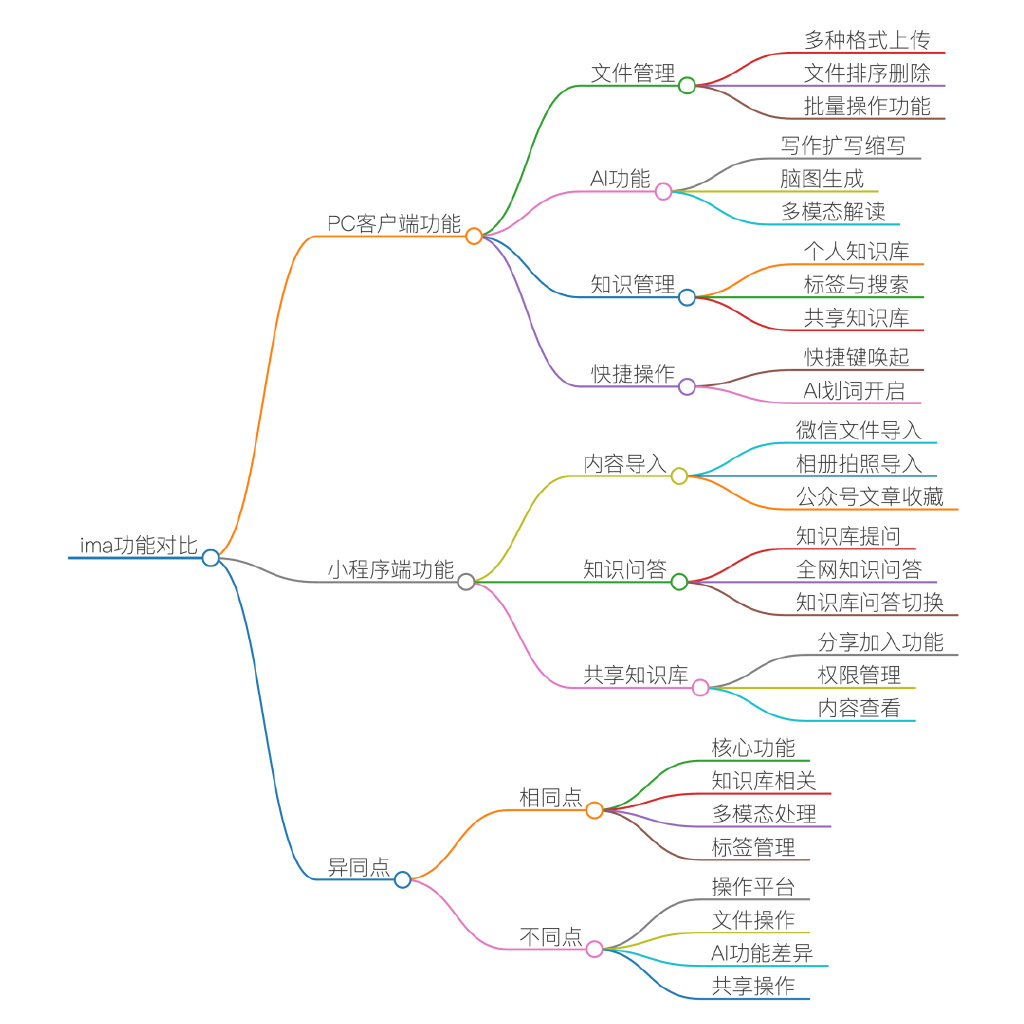 ima功能对比
PC客户端功能
文件管理
多种格式上传
文件排序删除
批量操作功能
AI功能
写作扩写缩写
脑图生成
多模态解读
知识管理
个人知识库
标签与搜索
共享知识库
快捷操作
快捷键唤起
AI划词开启
小程序端功能
内容导入
微信文件导入
相册拍照导入
公众号文章收藏
知识问答
知识库提问
全网知识问答
知识库问答切换
共享知识库
分享加入功能
权限管理
内容查看
异同点
相同点
核心功能
知识库相关
多模态处理
标签管理
不同点
操作平台
文件操作
AI功能差异
共享操作